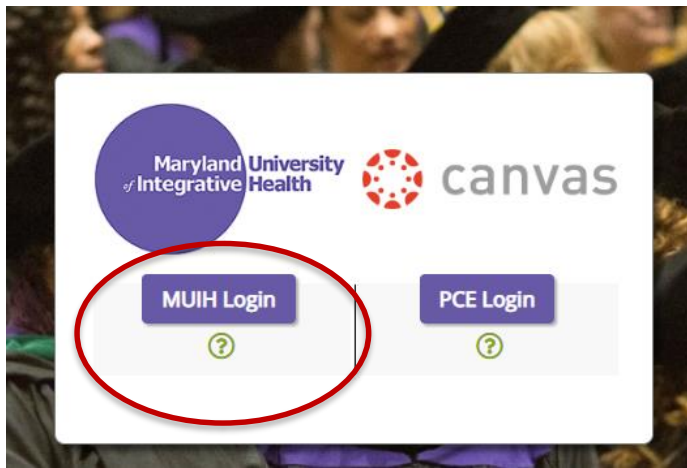 Maryland University
of Integrative Health
canvas
MUIH Login
PCE Login
?
?